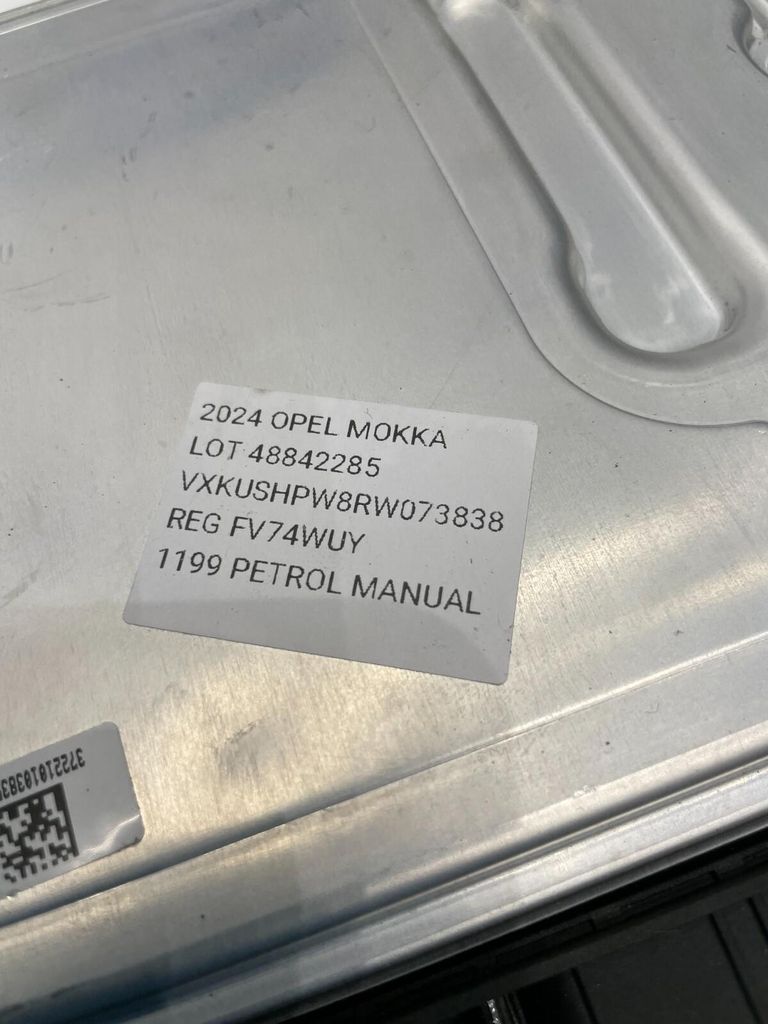 2024 OPEL MOKKA
LOT 48842285
VXKUSHPW8RW073838
REG FV74WUY
1199 PETROL MANUAL